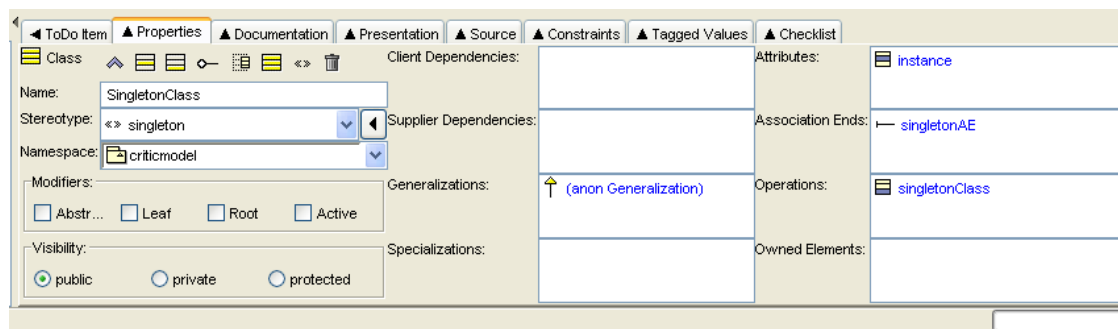 ToDo Item Properties Documentation Presentation Source Constraints Tagged Values Checklist
Class
Name: SingletonClass
Stereotype: «» singleton
Namespace: criticmodel
Modifiers:
Abstr... Leaf Root Active
Visibility:
public private protected
Client Dependencies:
Supplier Dependencies:
Generalizations: (anon Generalization)
Specializations:
Attributes: instance
Association Ends: singletonAE
Operations: singletonClass
Owned Elements: